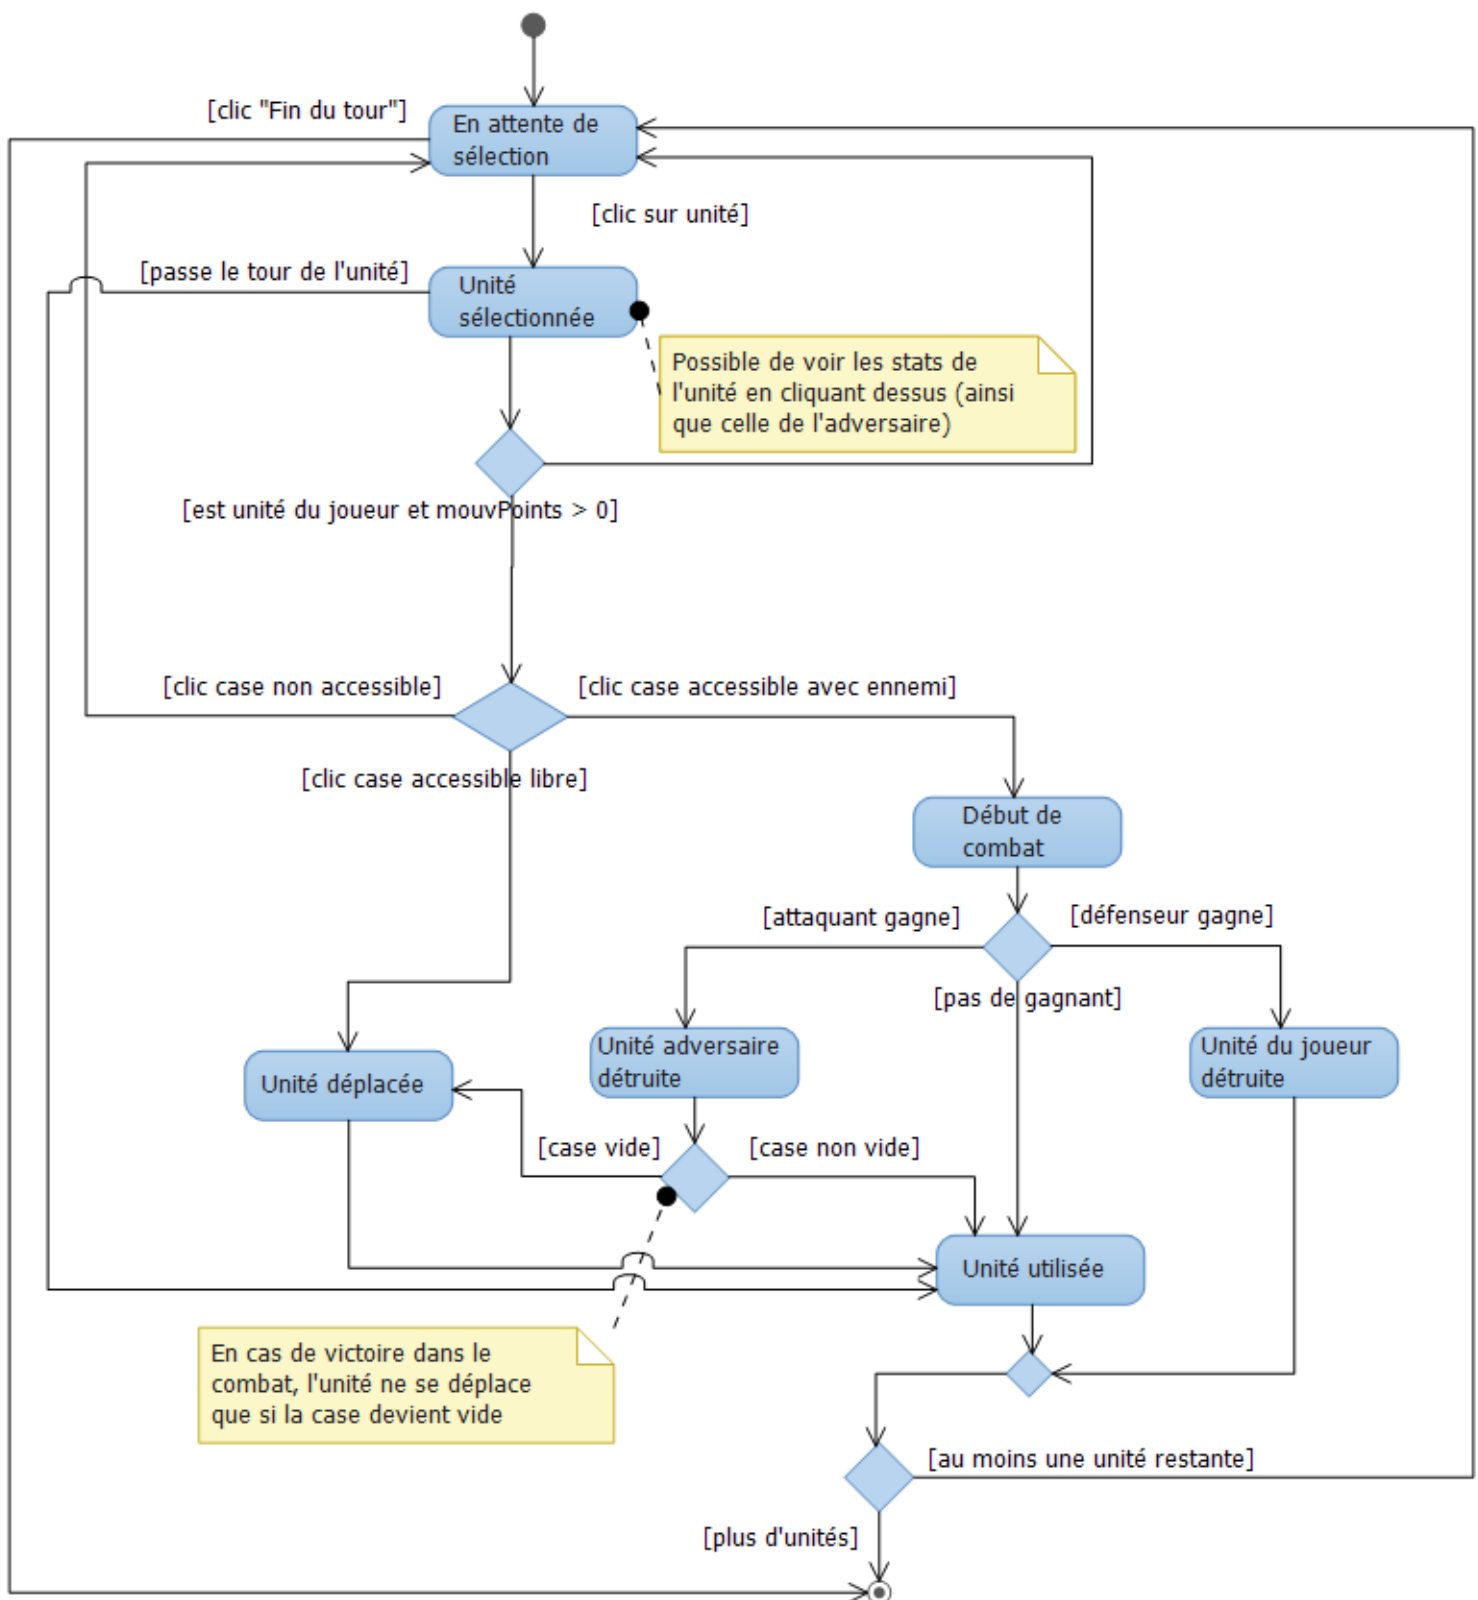 [clic "Fin du tour"]
En attente de
sélection
[clic sur unité]
[passe le tour de l'unité]
Unité
sélectionnée
Possible de voir les stats de
l'unité en cliquant dessus (ainsi
que celle de l'adversaire)
[est unité du joueur et mouvPoints > 0]
[clic case non accessible]
[clic case accessible avec ennemi]
[clic case accessible libre]
Début de
combat
[attaquant gagne]
[défenseur gagne]
[pas de gagnant]
Unité adversaire
détruite
Unité du joueur
détruite
Unité déplacée
[case vide]
[case non vide]
Unité utilisée
En cas de victoire dans le
combat, l'unité ne se déplace
que si la case devient vide
[au moins une unité restante]
[plus d'unités]